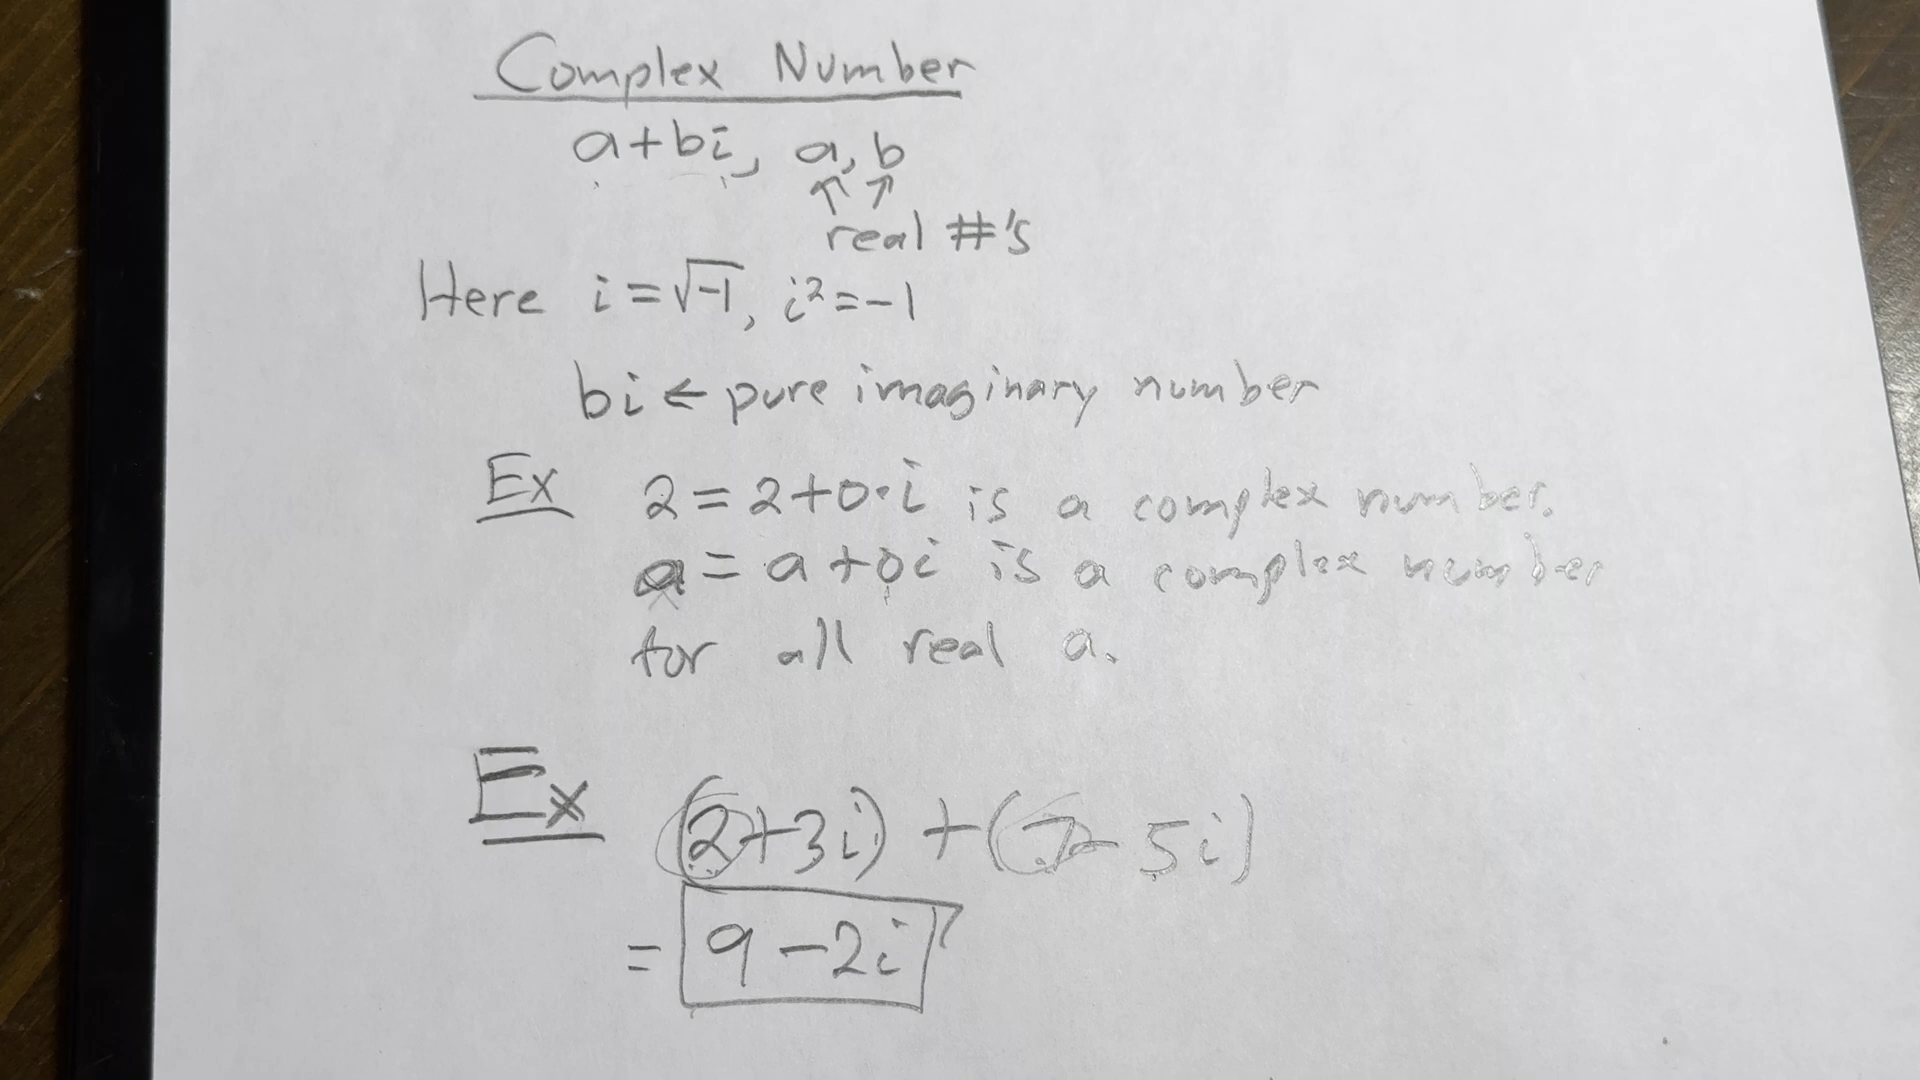 Complex Number
a+bi, a, b
↑ ↑
real #'s
Here i = √-1, i² = -1
bi ← pure imaginary number
Ex 2 = 2+0·i is a complex number.
a = a+0i is a complex number
for all real a.
Ex (2+3i) + (7-5i)
= 9-2i